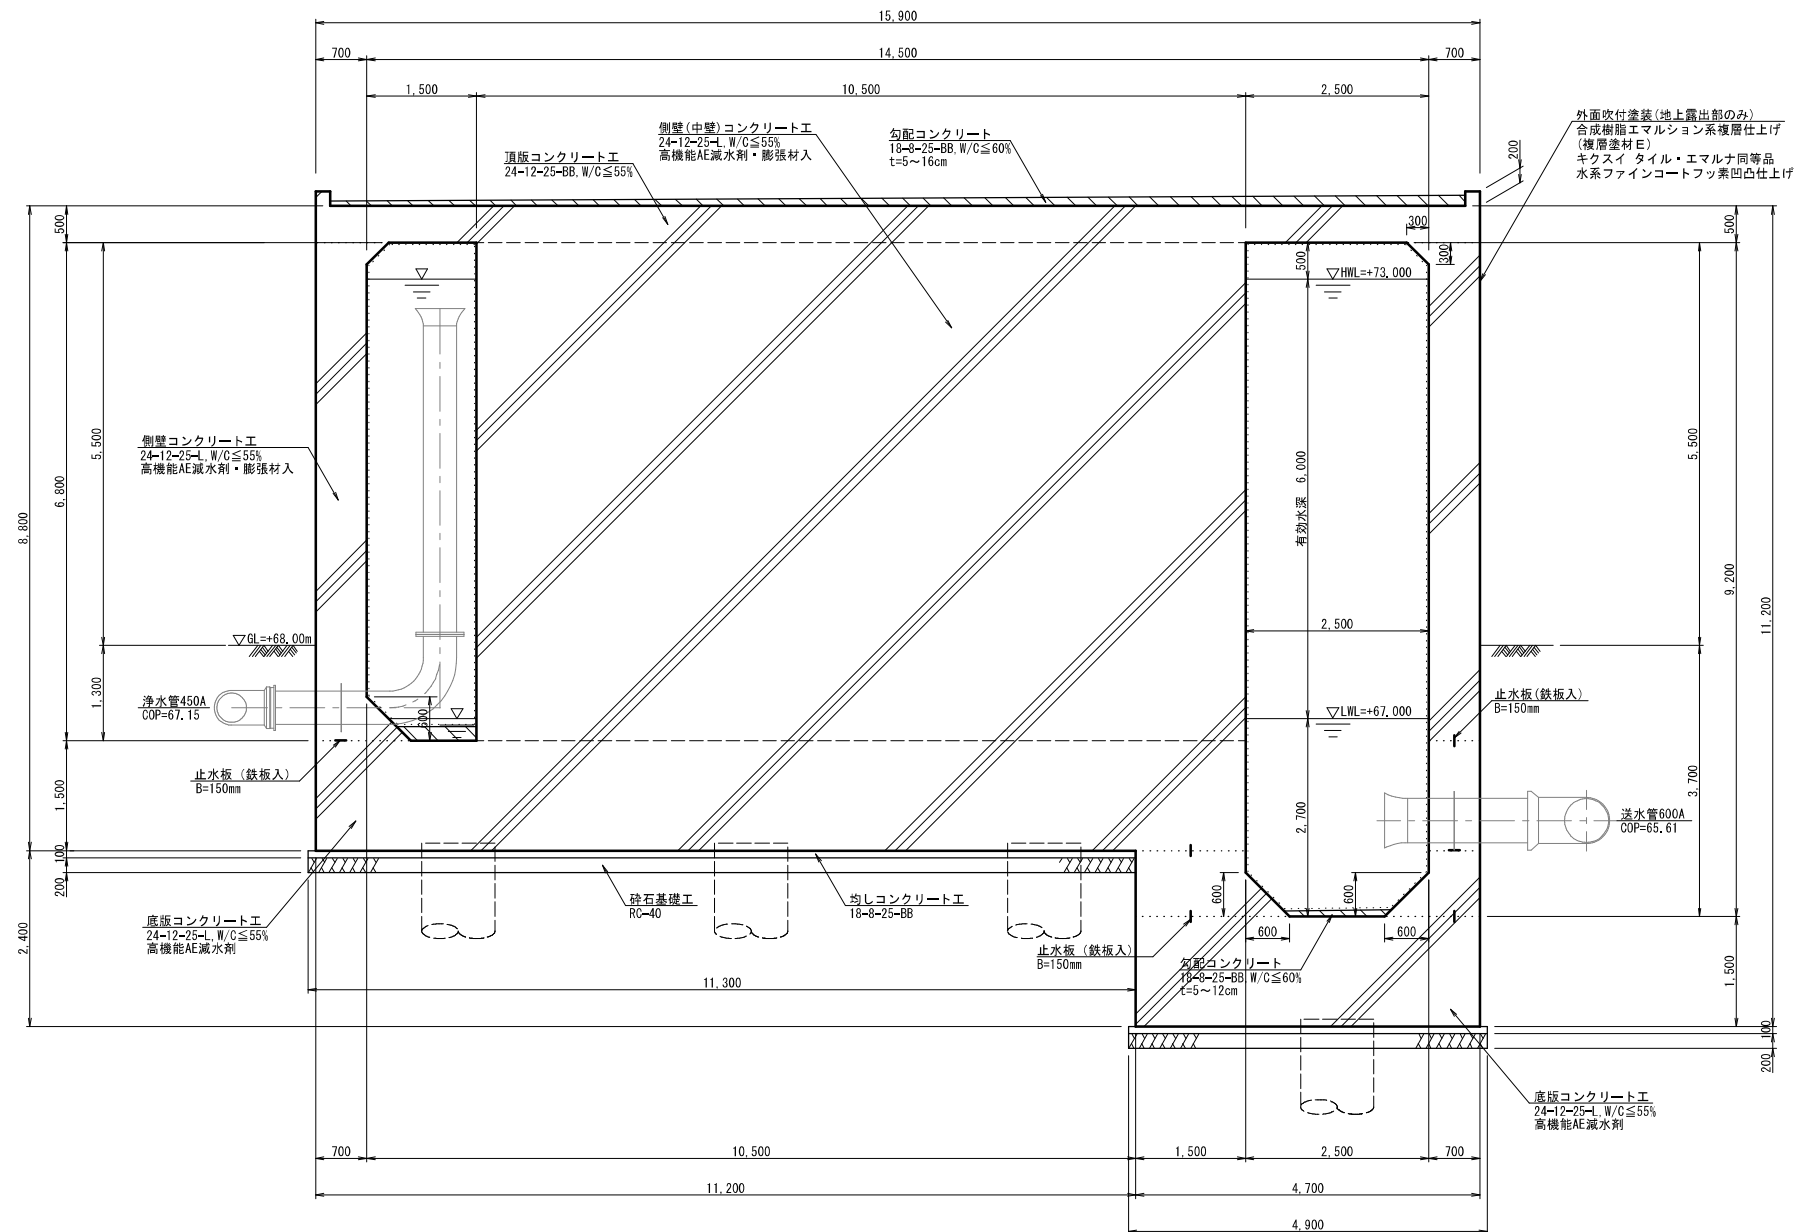 15,900
700
14,500
700
1,500
10,500
2,500
外面吹付塗装(地上露出部のみ)
合成樹脂エマルション系複層仕上げ
(複層塗材E)
キクスイ タイル・エマルナ同等品
水系ファインコートフッ素凹凸仕上げ
側壁(中壁)コンクリート工
24-12-25-L, W/C≦55%
高機能AE減水剤・膨張材入
勾配コンクリート
18-8-25-BB, W/C≦60%
t=5~16cm
頂版コンクリート工
24-12-25-BB, W/C≦55%
200
500
300
300
500
500
▽HWL=+73,000
5,500
6,800
8,800
側壁コンクリート工
24-12-25-L, W/C≦55%
高機能AE減水剤・膨張材入
有効水深 6,000
5,500
9,200
11,200
2,500
▽GL=+68.00m
1,300
浄水管450A
COP=67.15
600
▽LWL=+67,000
止水板(鉄板入)
B=150mm
止水板 (鉄板入)
B=150mm
1,500
2,700
3,700
送水管600A
COP=65.61
100
200
2,400
砕石基礎工
RC-40
均しコンクリート工
18-8-25-BB
600
600
600
600
底版コンクリート工
24-12-25-L, W/C≦55%
高機能AE減水剤
止水板 (鉄板入)
B=150mm
勾配コンクリート
18-8-25-BB, W/C≦60%
t=5~12cm
1,500
11,300
100
200
底版コンクリート工
24-12-25-L, W/C≦55%
高機能AE減水剤
700
10,500
1,500
2,500
700
11,200
4,700
4,900